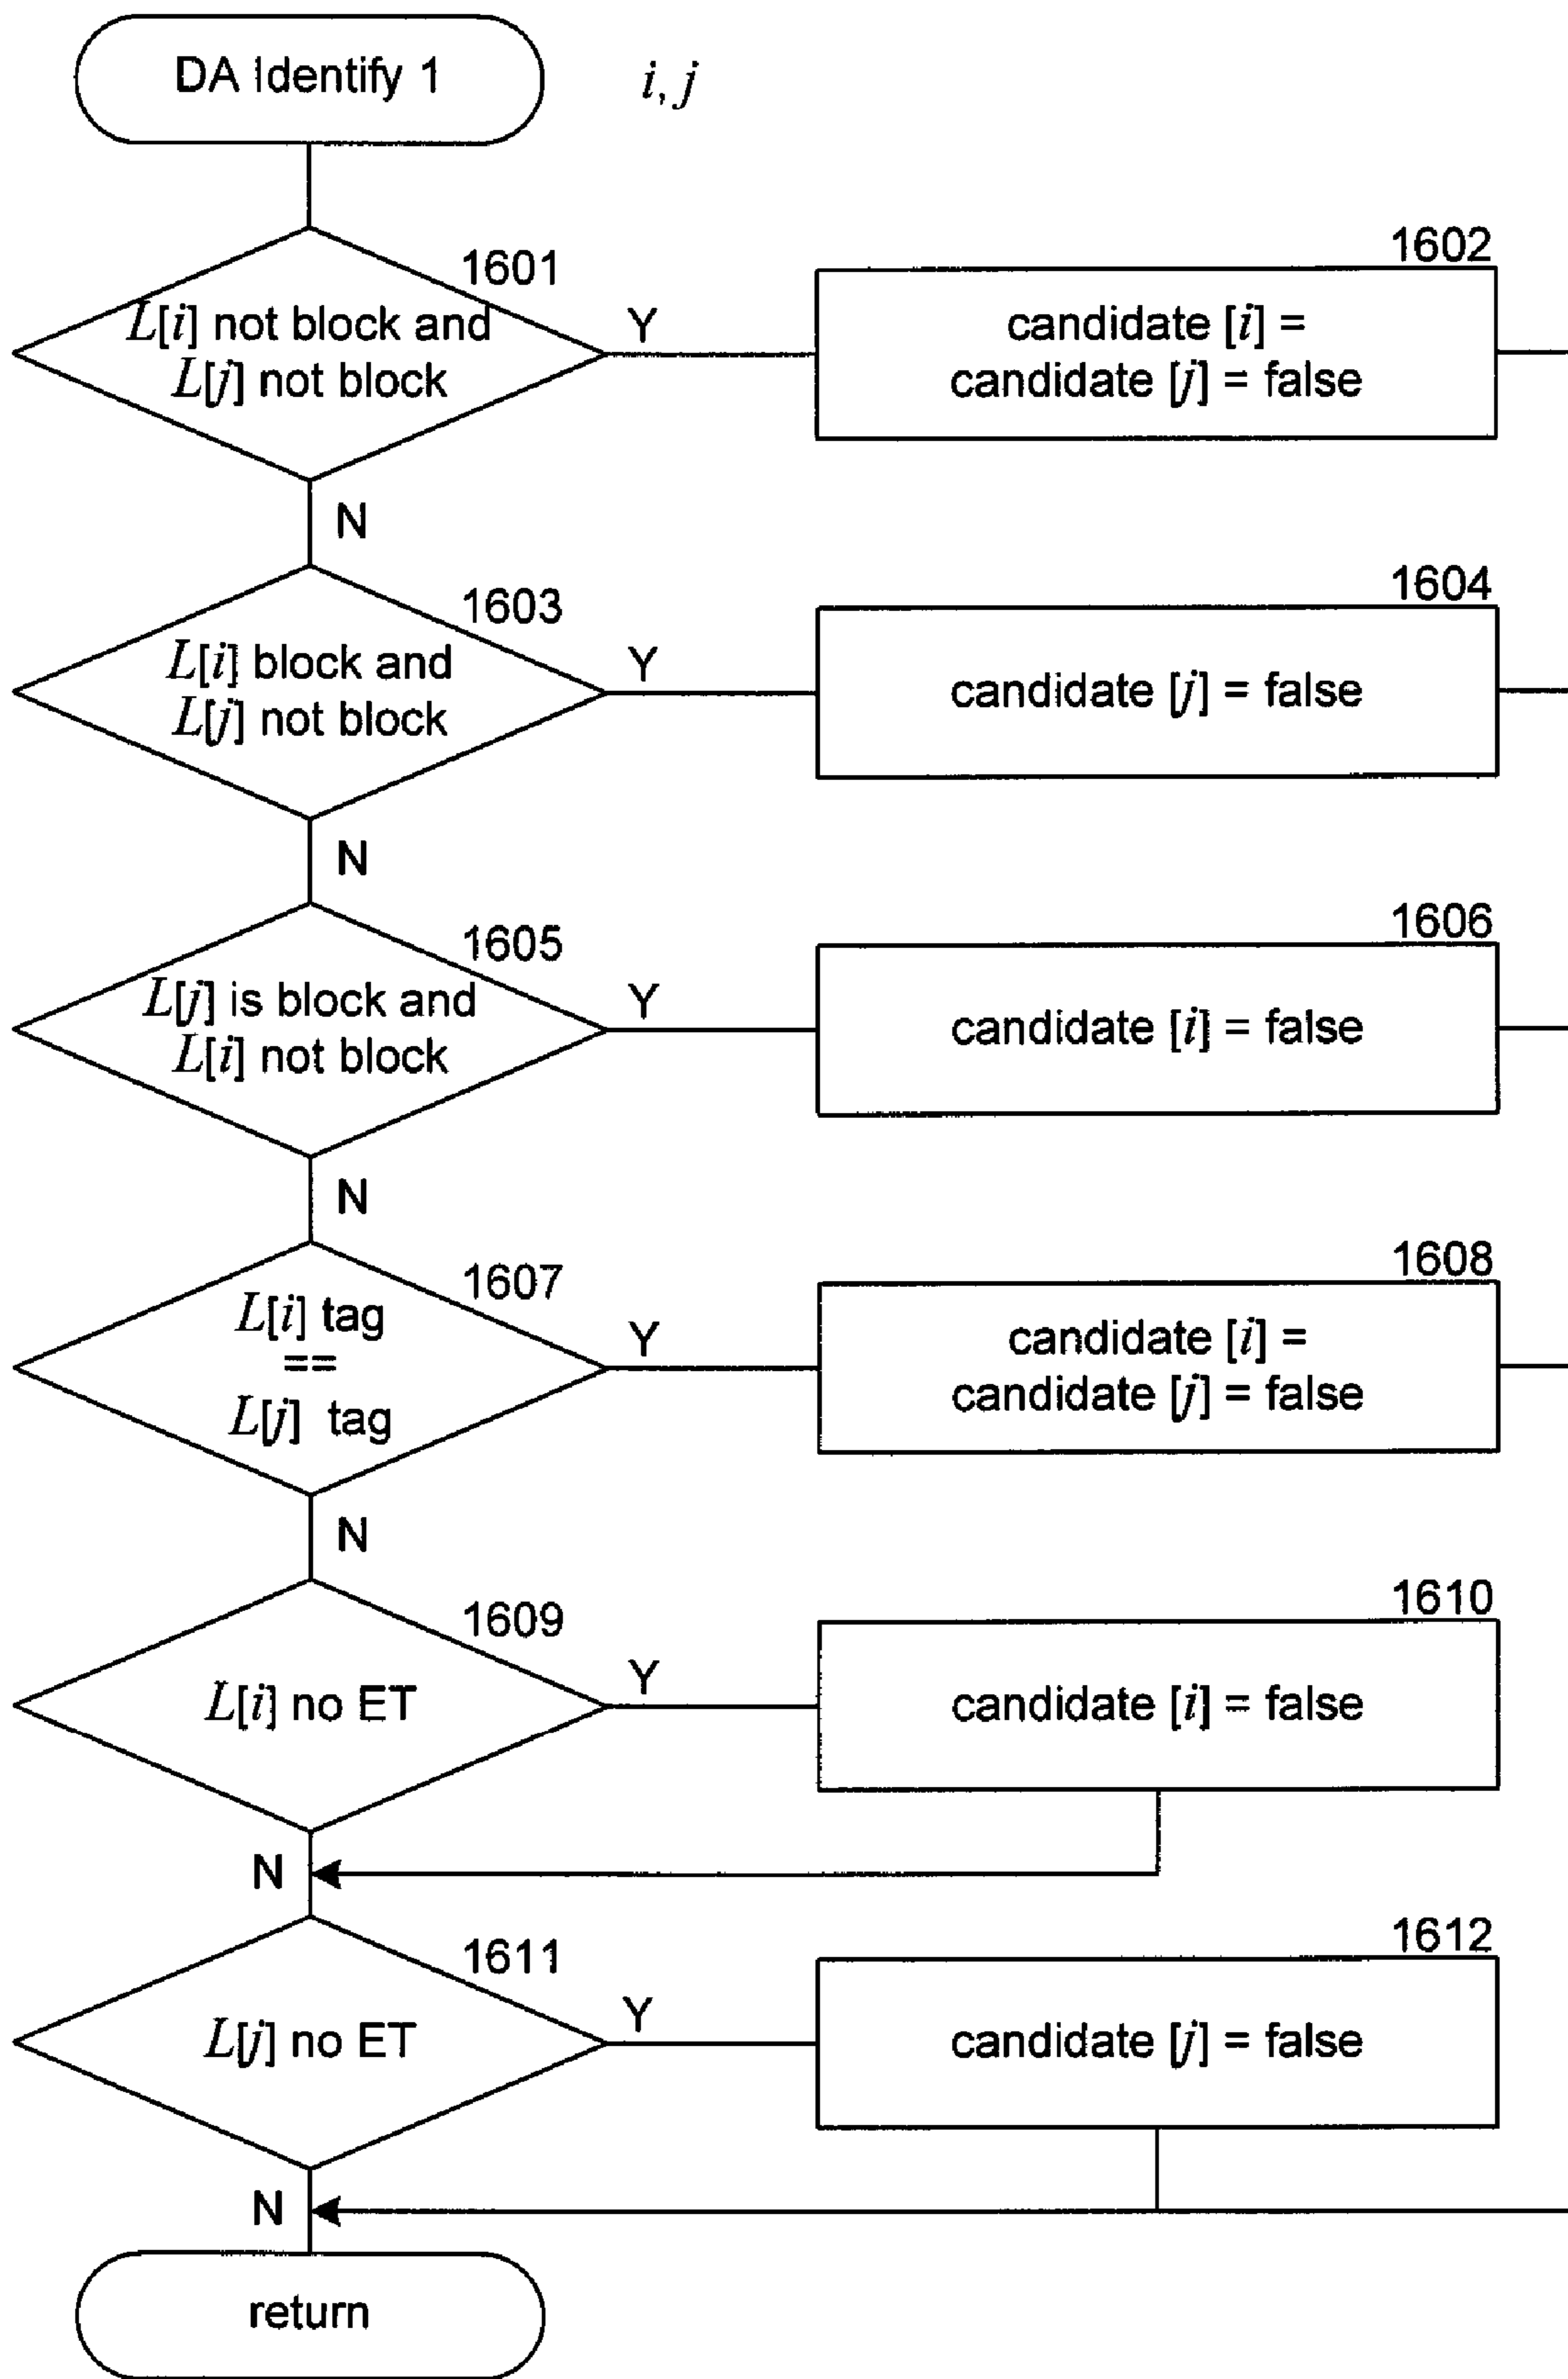 DA Identify 1
i, j
1601
L[i] not block and
L[j] not block
Y
1602
candidate [i] =
candidate [j] = false
N
1603
L[i] block and
L[j] not block
Y
1604
candidate [j] = false
N
1605
L[j] is block and
L[i] not block
Y
1606
candidate [i] = false
N
1607
L[i] tag
==
L[j] tag
Y
1608
candidate [i] =
candidate [j] = false
N
1609
L[i] no ET
Y
1610
candidate [i] = false
N
1611
L[j] no ET
Y
1612
candidate [j] = false
N
return